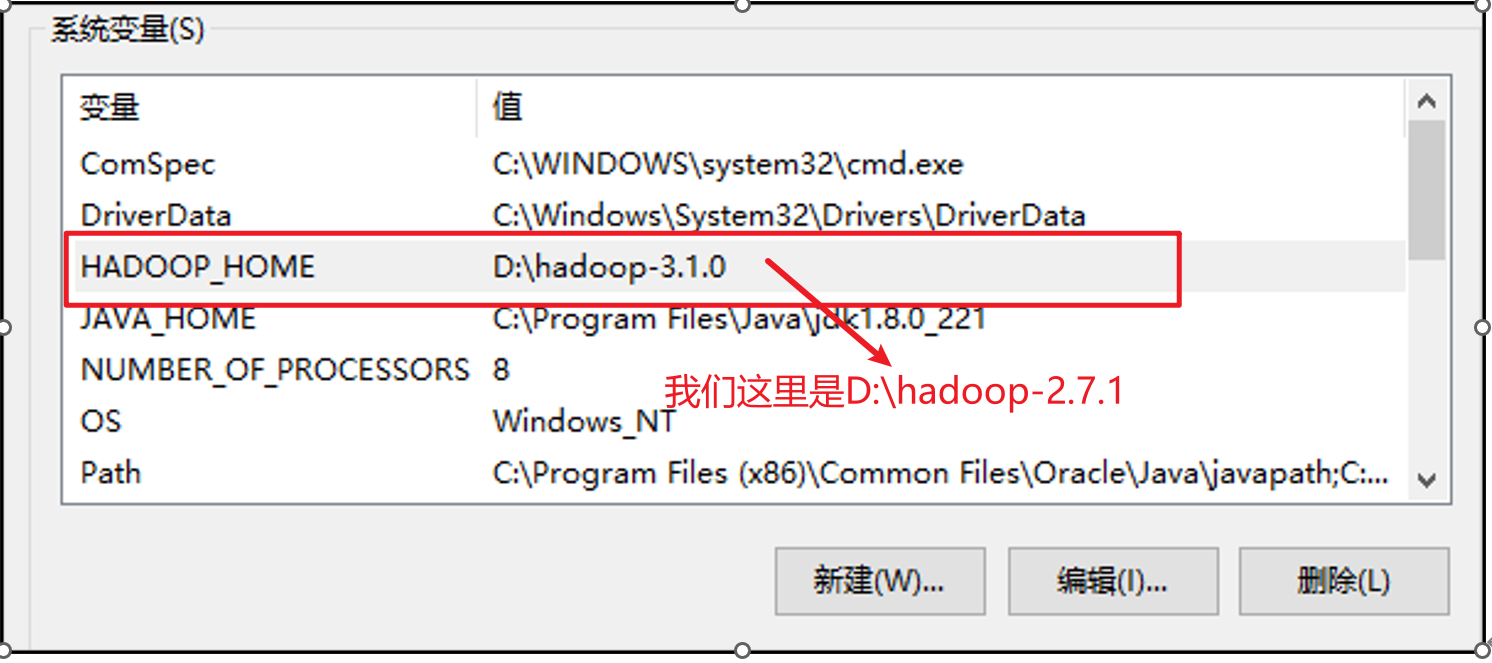 系统变量(S)
变量 值
ComSpec C:\WINDOWS\system32\cmd.exe
DriverData C:\Windows\System32\Drivers\DriverData
HADOOP_HOME D:\hadoop-3.1.0
JAVA_HOME C:\Program Files\Java\jdk1.8.0_221
NUMBER_OF_PROCESSORS 8
我们这里是D:\hadoop-2.7.1
OS Windows_NT
Path C:\Program Files (x86)\Common Files\Oracle\Java\javapath;C:...
新建(W)... 编辑(I)... 删除(L)